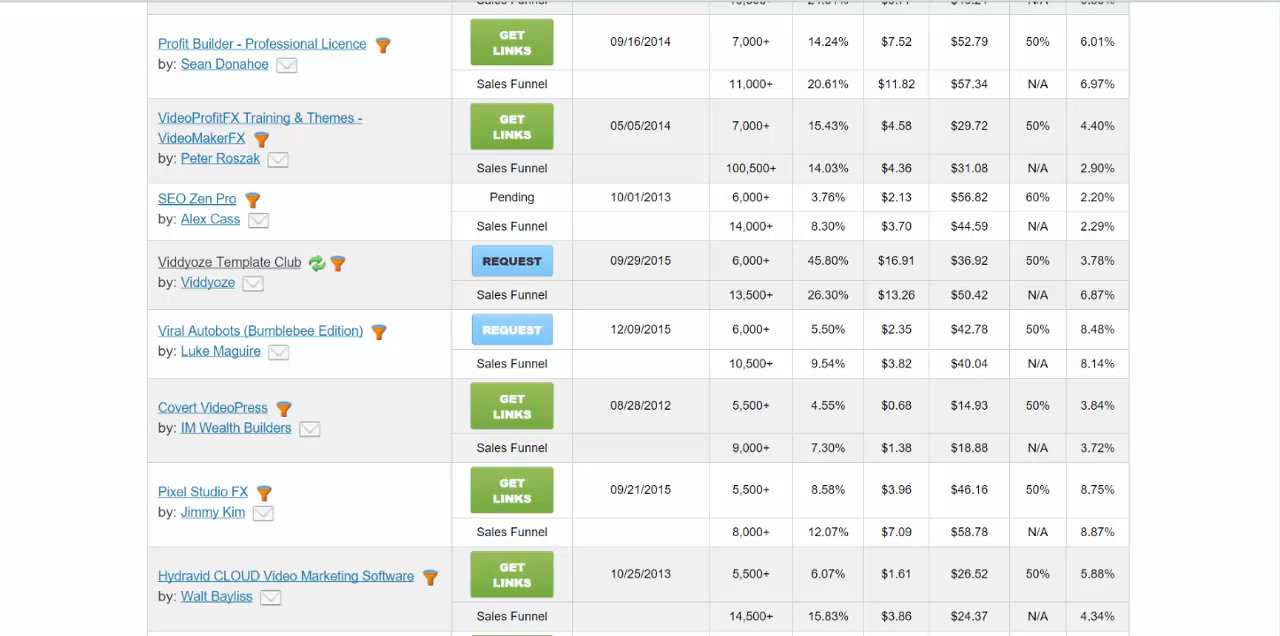 Profit Builder - Professional Licence
by: Sean Donahoe
GET LINKS 09/16/2014 7,000+ 14.24% $7.52 $52.79 50% 6.01%
Sales Funnel 11,000+ 20.61% $11.82 $57.34 N/A 6.97%
VideoProfitFX Training & Themes -
VideoMakerFX
by: Peter Roszak
GET LINKS 05/05/2014 7,000+ 15.43% $4.58 $29.72 50% 4.40%
Sales Funnel 100,500+ 14.03% $4.36 $31.08 N/A 2.90%
SEO Zen Pro
by: Alex Cass
Pending 10/01/2013 6,000+ 3.76% $2.13 $56.82 60% 2.20%
Sales Funnel 14,000+ 8.30% $3.70 $44.59 N/A 2.29%
Viddyoze Template Club
by: Viddyoze
REQUEST 09/29/2015 6,000+ 45.80% $16.91 $36.92 50% 3.78%
Sales Funnel 13,500+ 26.30% $13.26 $50.42 N/A 6.87%
Viral Autobots (Bumblebee Edition)
by: Luke Maguire
REQUEST 12/09/2015 6,000+ 5.50% $2.35 $42.78 50% 8.48%
Sales Funnel 10,500+ 9.54% $3.82 $40.04 N/A 8.14%
Covert VideoPress
by: IM Wealth Builders
GET LINKS 08/28/2012 5,500+ 4.55% $0.68 $14.93 50% 3.84%
Sales Funnel 9,000+ 7.30% $1.38 $18.88 N/A 3.72%
Pixel Studio FX
by: Jimmy Kim
GET LINKS 09/21/2015 5,500+ 8.58% $3.96 $46.16 50% 8.75%
Sales Funnel 8,000+ 12.07% $7.09 $58.78 N/A 8.87%
Hydravid CLOUD Video Marketing Software
by: Walt Bayliss
GET LINKS 10/25/2013 5,500+ 6.07% $1.61 $26.52 50% 5.88%
Sales Funnel 14,500+ 15.83% $3.86 $24.37 N/A 4.34%